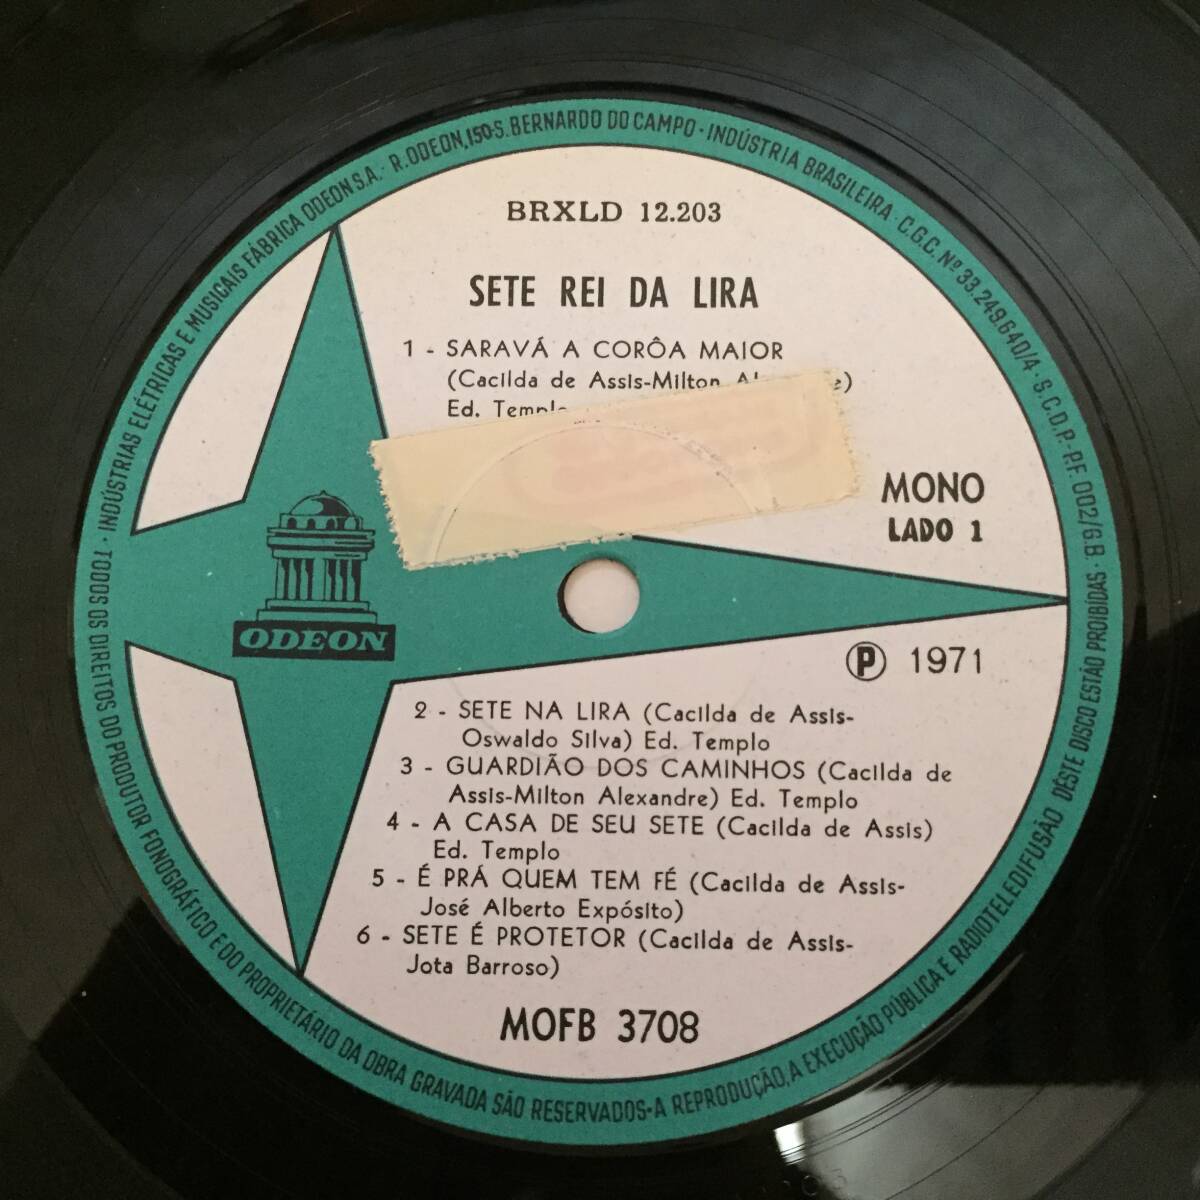 BRXLD 12.203
SETE REI DA LIRA
1 - SARAVÁ A CORÔA MAIOR
(Cacilda de Assis-Milton
Ed. Templo
MONO
LADO 1
ODEON
Ⓟ 1971
2 - SETE NA LIRA (Cacilda de Assis-
Oswaldo Silva) Ed. Templo
3 - GUARDIÃO DOS CAMINHOS (Cacilda de
Assis-Milton Alexandre) Ed. Templo
4 - A CASA DE SEU SETE (Cacilda de Assis)
Ed. Templo
5 - É PRÁ QUEM TEM FÉ (Cacilda de Assis-
José Alberto Expósito)
6 - SETE É PROTETOR (Cacilda de Assis-
Jota Barroso)
MOFB 3708
INDÚSTRIAS ELÉTRICAS E MUSICAIS FÁBRICA ODEON S.A. · R. ODEON, 150-S. BERNARDO DO CAMPO · INDÚSTRIA BRASILEIRA · C.G.C. Nº 33.249.640/4 · S.C.D.P.-P.F. 002/G.B.
· TODOS OS DIREITOS DO PRODUTOR FONOGRÁFICO E DO PROPRIETÁRIO DA OBRA GRAVADA SÃO RESERVADOS-A REPRODUÇÃO, A EXECUÇÃO PÚBLICA E RADIOTELEDIFUSÃO DÊSTE DISCO ESTÃO PROIBIDAS ·